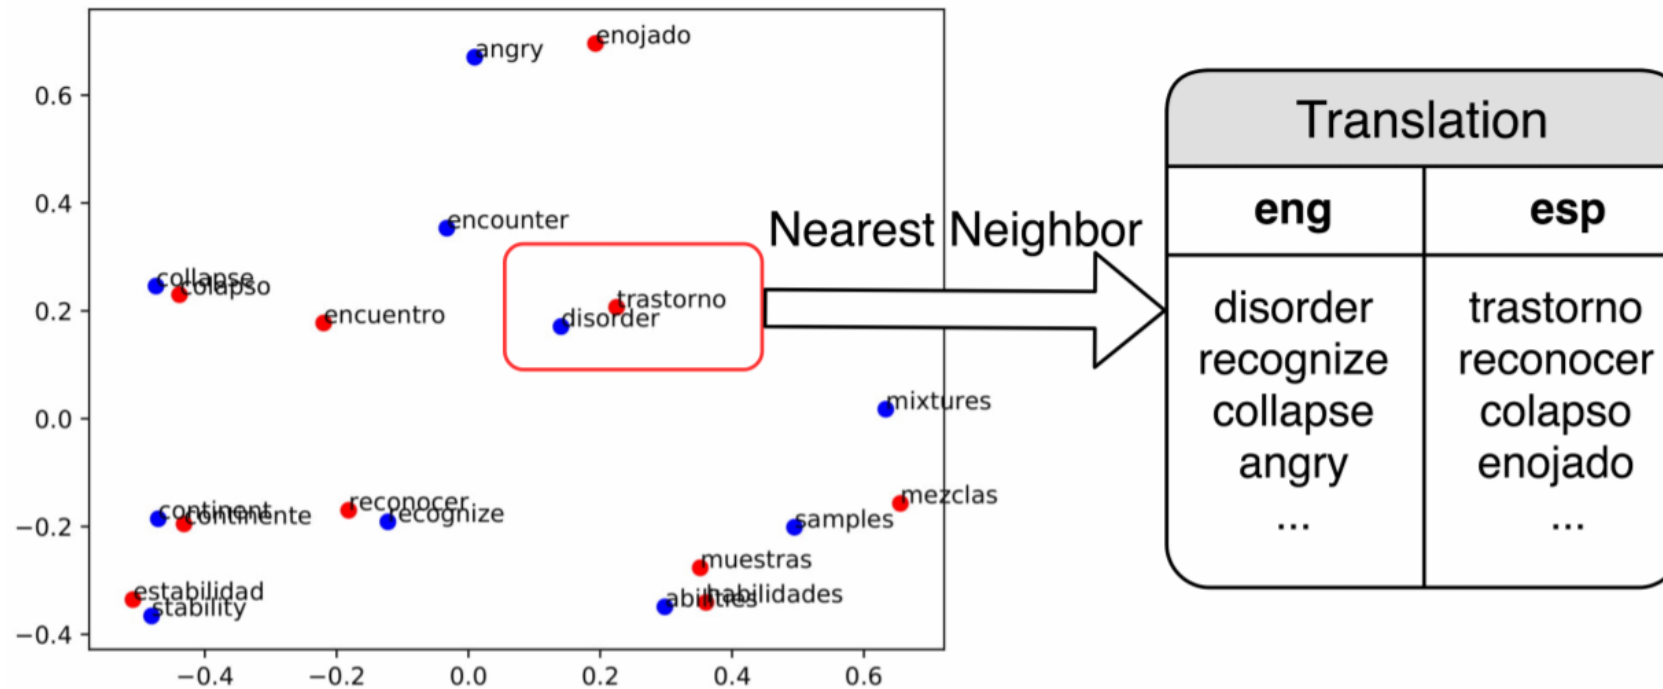 angry
enojado
0.6
0.4
encounter
Nearest Neighbor
collapse
colapso
trastorno
0.2
encuentro
disorder
mixtures
0.0
reconocer
mezclas
continent
continente
recognize
samples
−0.2
muestras
estabilidad
abilities
habilidades
stability
−0.4
−0.4 −0.2 0.0 0.2 0.4 0.6
Translation
eng esp
disorder trastorno
recognize reconocer
collapse colapso
angry enojado
... ...